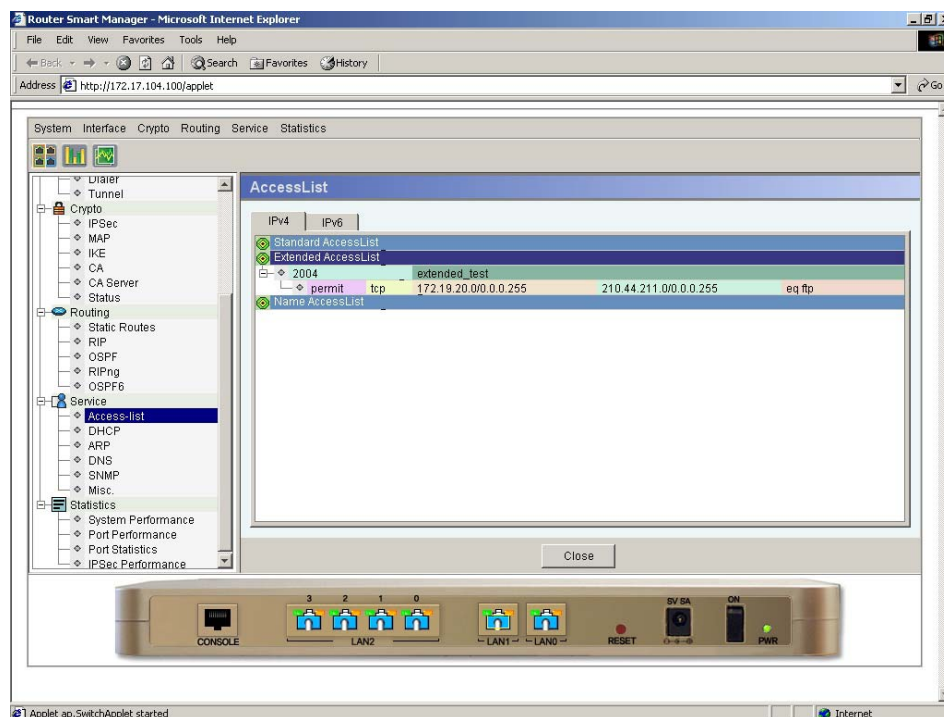 Router Smart Manager - Microsoft Internet Explorer
File Edit View Favorites Tools Help
Back Search Favorites History
Address http://172.17.104.100/applet Go
System Interface Crypto Routing Service Statistics
Dialer
Tunnel
Crypto
IPSec
MAP
IKE
CA
CA Server
Status
Routing
Static Routes
RIP
OSPF
RIPng
OSPF6
Service
Access-list
DHCP
ARP
DNS
SNMP
Misc.
Statistics
System Performance
Port Performance
Port Statistics
IPSec Performance
AccessList
IPv4 IPv6
Standard AccessList
Extended AccessList
2004 extended_test
permit tcp 172.19.20.0/0.0.0.255 210.44.211.0/0.0.0.255 eq ftp
Name AccessList
Close
3 2 1 0
CONSOLE
LAN2
LAN1 LAN0
RESET
5V 5A
ON
PWR
Applet ap.SwitchApplet started Internet